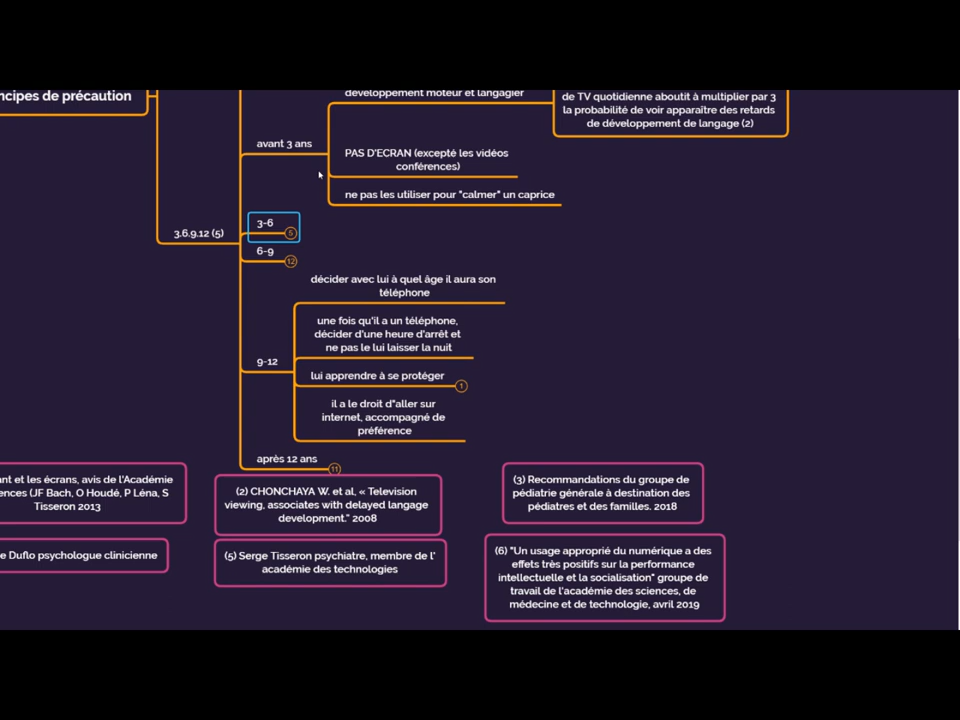 développement moteur et langagier
de TV quotidienne aboutit à multiplier par 3
la probabilité de voir apparaître des retards
de développement de langage (2)
ncipes de précaution
avant 3 ans
PAS D'ECRAN (excepté les vidéos
conférences)
ne pas les utiliser pour "calmer" un caprice
3.6.9.12 (5)
3-6
5
6-9
12
décider avec lui à quel âge il aura son
téléphone
une fois qu'il a un téléphone,
décider d'une heure d'arrêt et
ne pas le lui laisser la nuit
9-12
lui apprendre à se protéger
1
il a le droit d"aller sur
internet, accompagné de
préférence
après 12 ans
11
ant et les écrans, avis de l'Académie
ences (JF Bach, O Houdé, P Léna, S
Tisseron 2013
(2) CHONCHAYA W. et al, « Television
viewing, associates with delayed langage
development." 2008
(3) Recommandations du groupe de
pédiatrie générale à destination des
pédiatres et des familles. 2018
e Duflo psychologue clinicienne
(5) Serge Tisseron psychiatre, membre de l'
académie des technologies
(6) "Un usage approprié du numérique a des
effets très positifs sur la performance
intellectuelle et la socialisation" groupe de
travail de l'académie des sciences, de
médecine et de technologie, avril 2019